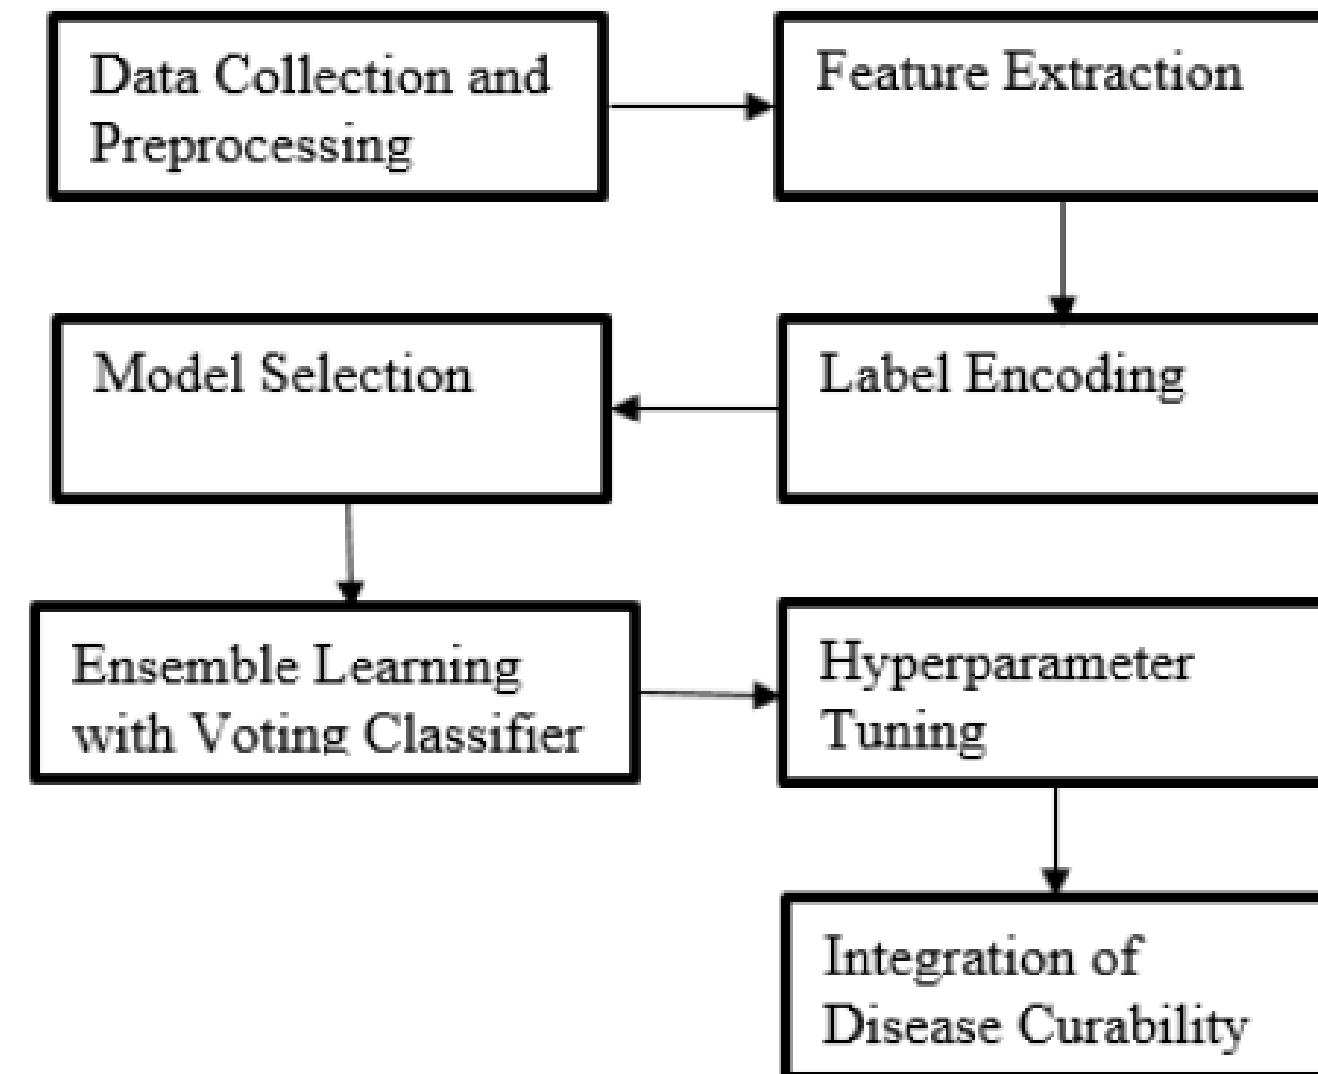 Data Collection and
Preprocessing
Feature Extraction
Model Selection
Label Encoding
Ensemble Learning
with Voting Classifier
Hyperparameter
Tuning
Integration of
Disease Curability